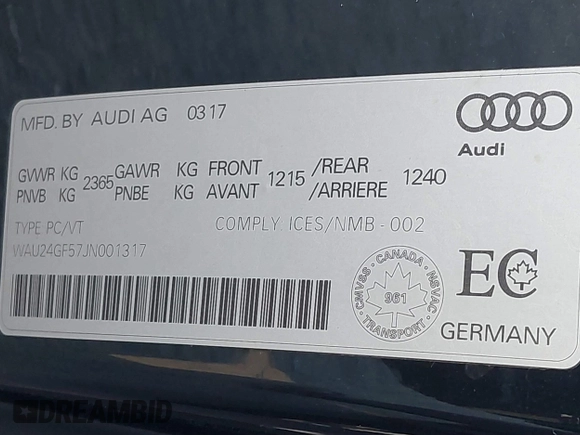 MFD. BY AUDI AG 03 17
Audi
GVWR KG 2365 GAWR KG FRONT 1215 /REAR 1240
PNVB KG PNBE KG AVANT /ARRIERE
TYPE PC/VT COMPLY ICES/NMB-002
WAU24GF57JN001317
CMVSS - CANADA - NSVAC - TRANSPORT
961
EC
GERMANY
DREAMBID